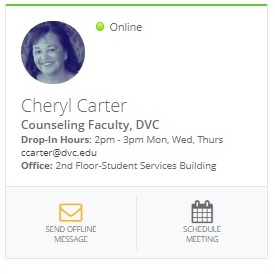 Online
Cheryl Carter
Counseling Faculty, DVC
Drop-In Hours: 2pm - 3pm Mon, Wed, Thurs
ccarter@dvc.edu
Office: 2nd Floor-Student Services Building
SEND OFFLINE
MESSAGE
SCHEDULE
MEETING